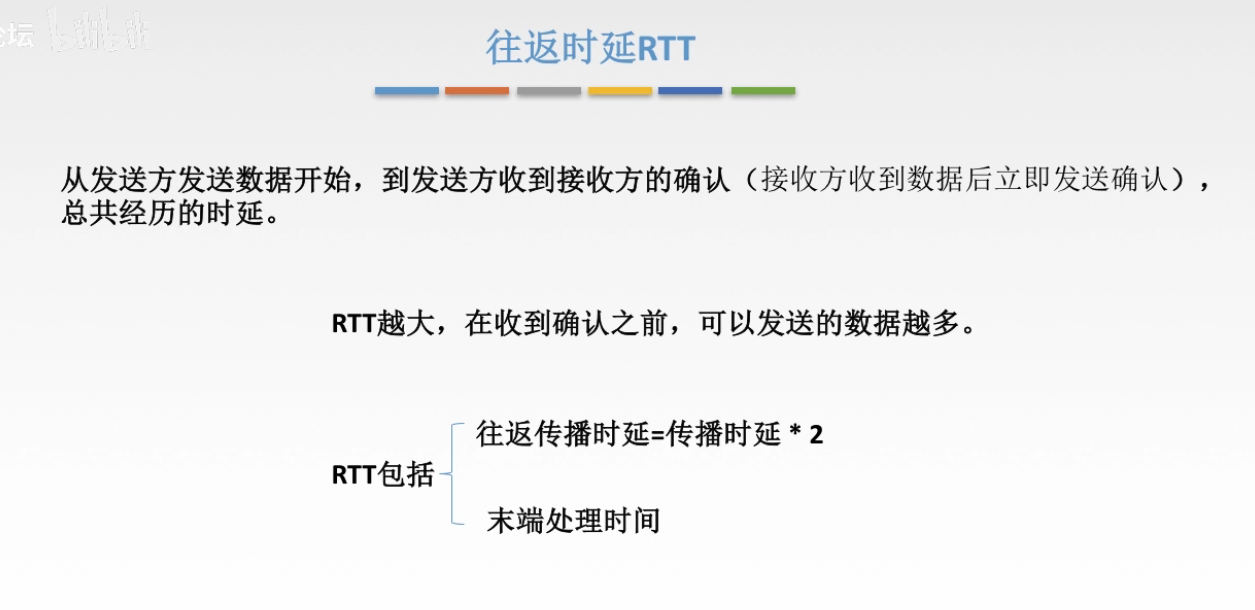 坛 bilibili
往返时延RTT
从发送方发送数据开始，到发送方收到接收方的确认（接收方收到数据后立即发送确认），
总共经历的时延。
RTT越大，在收到确认之前，可以发送的数据越多。
往返传播时延=传播时延 * 2
RTT包括
末端处理时间